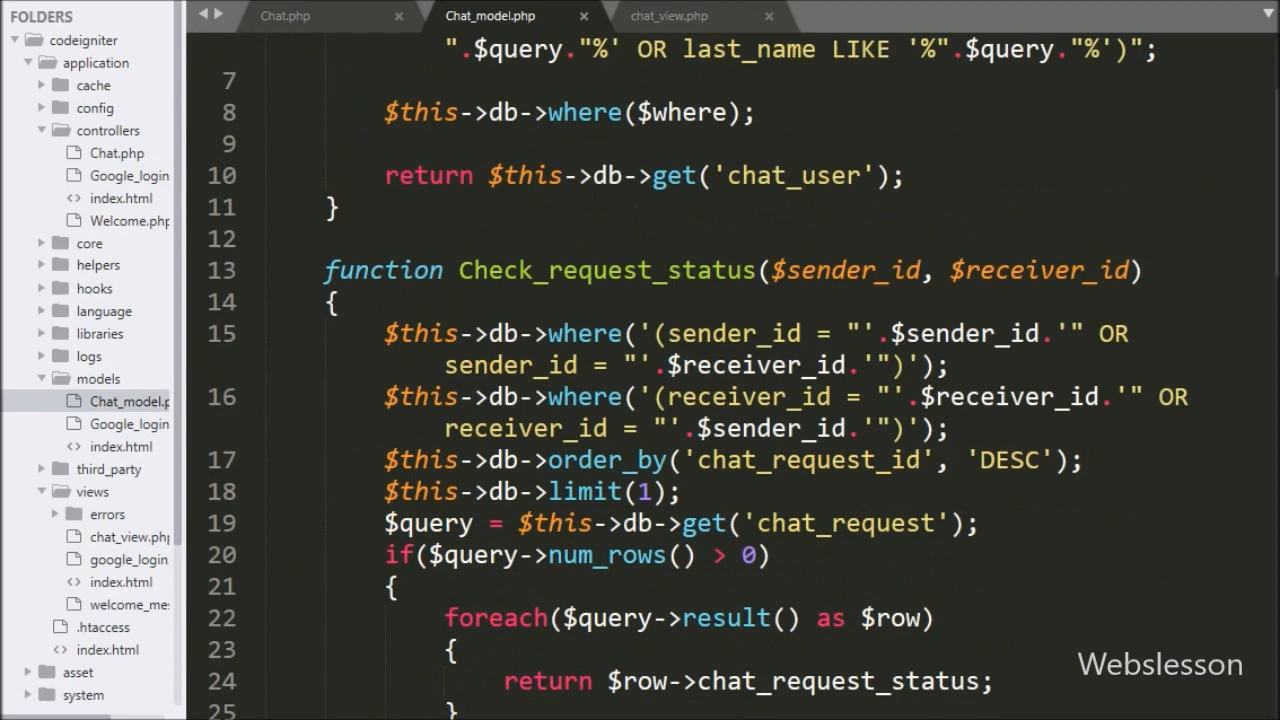 FOLDERS
codeigniter
application
cache
config
controllers
Chat.php
Google_login
index.html
Welcome.php
core
helpers
hooks
language
libraries
logs
models
Chat_model.p
Google_login
index.html
third_party
views
errors
chat_view.php
google_login
index.html
welcome_me
.htaccess
index.html
asset
system
Chat.php × Chat_model.php × chat_view.php ×
".$query."%' OR last_name LIKE '%".$query."%')";
7
8 $this->db->where($where);
9
10 return $this->db->get('chat_user');
11 }
12
13 function Check_request_status($sender_id, $receiver_id)
14 {
15 $this->db->where('(sender_id = "'.$sender_id.'" OR
sender_id = "'.$receiver_id.'")');
16 $this->db->where('(receiver_id = "'.$receiver_id.'" OR
receiver_id = "'.$sender_id.'")');
17 $this->db->order_by('chat_request_id', 'DESC');
18 $this->db->limit(1);
19 $query = $this->db->get('chat_request');
20 if($query->num_rows() > 0)
21 {
22 foreach($query->result() as $row)
23 {
24 return $row->chat_request_status;
25 }
Webslesson